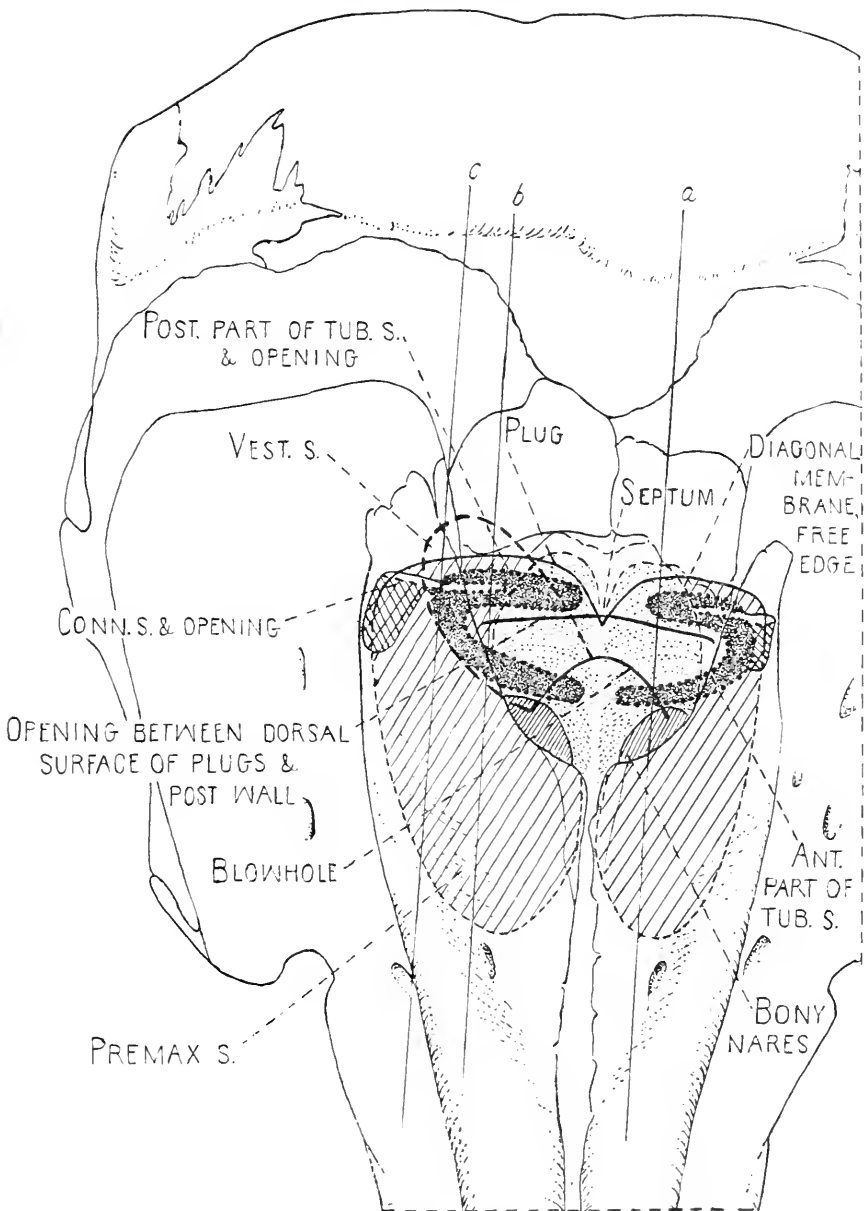 c
b
a
POST. PART OF TUB. S.
& OPENING
VEST. S.
PLUG
SEPTUM
DIAGONAL
MEM-
BRANE,
FREE
EDGE
CONN. S. & OPENING
OPENING BETWEEN DORSAL
SURFACE OF PLUGS &
POST WALL
BLOWHOLE
ANT.
PART OF
TUB. S.
PREMAX S.
BONY
NARES